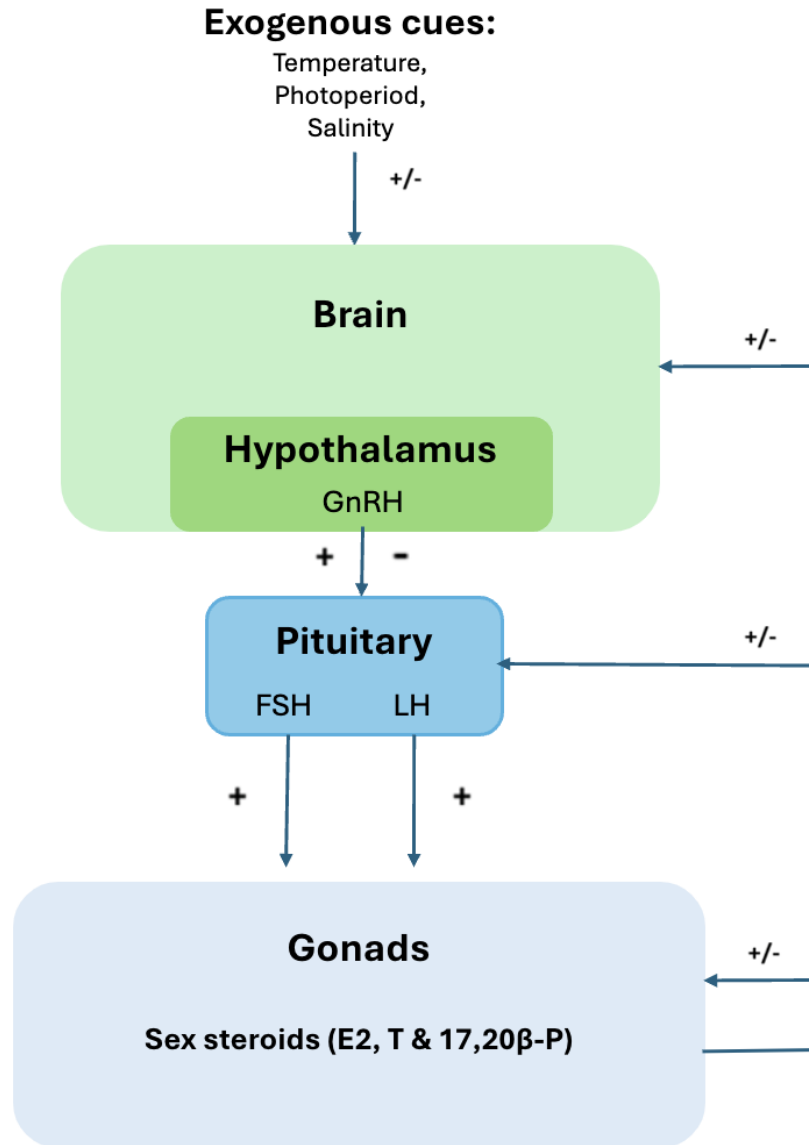 Exogenous cues:
Temperature,
Photoperiod,
Salinity
+/-
Brain
+/-
Hypothalamus
GnRH
+ -
Pituitary
+/-
FSH LH
+ +
Gonads
+/-
Sex steroids (E2, T & 17,20β-P)